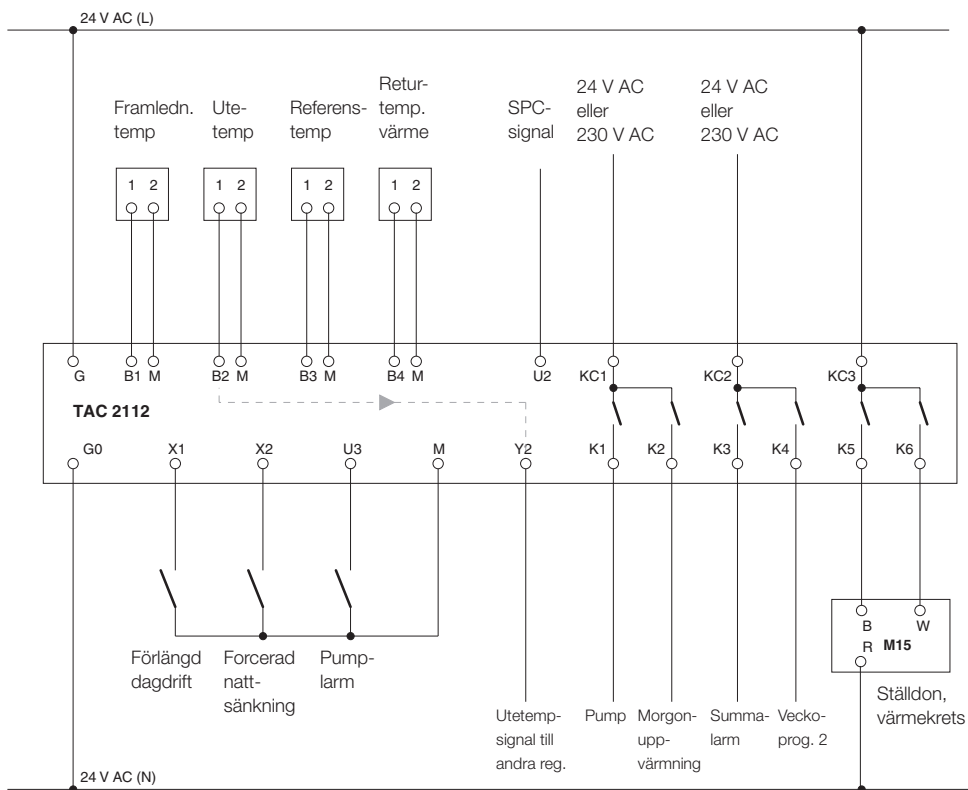 24 V AC (L)
Framledn.
temp
Ute-
temp
Referens-
temp
Retur-
temp.
värme
SPC-
signal
24 V AC
eller
230 V AC
24 V AC
eller
230 V AC
1 2
1 2
1 2
1 2
G
B1 M
B2 M
B3 M
B4 M
U2
KC1
KC2
KC3
TAC 2112
G0
X1
X2
U3
M
Y2
K1
K2
K3
K4
K5
K6
B
W
R
M15
Förlängd
dagdrift
Forcerad
natt-
sänkning
Pump-
larm
Utetemp-
signal till
andra reg.
Pump
Morgon-
upp-
värmning
Summa-
larm
Vecko-
prog. 2
Ställdon,
värmekrets
24 V AC (N)